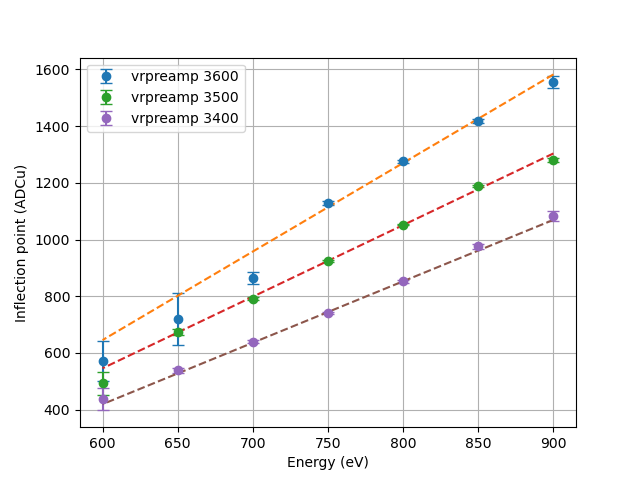 1600
1400
1200
1000
800
600
400
Inflection point (ADCu)
vrpreamp 3600
vrpreamp 3500
vrpreamp 3400
600 650 700 750 800 850 900
Energy (eV)